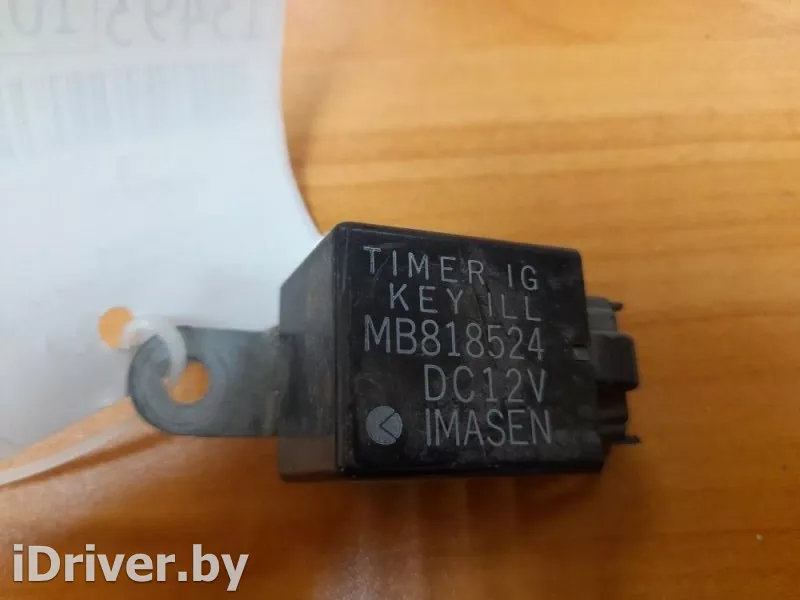 TIMER IG
KEY ILL
MB818524
DC12V
IMASEN
iDriver.by